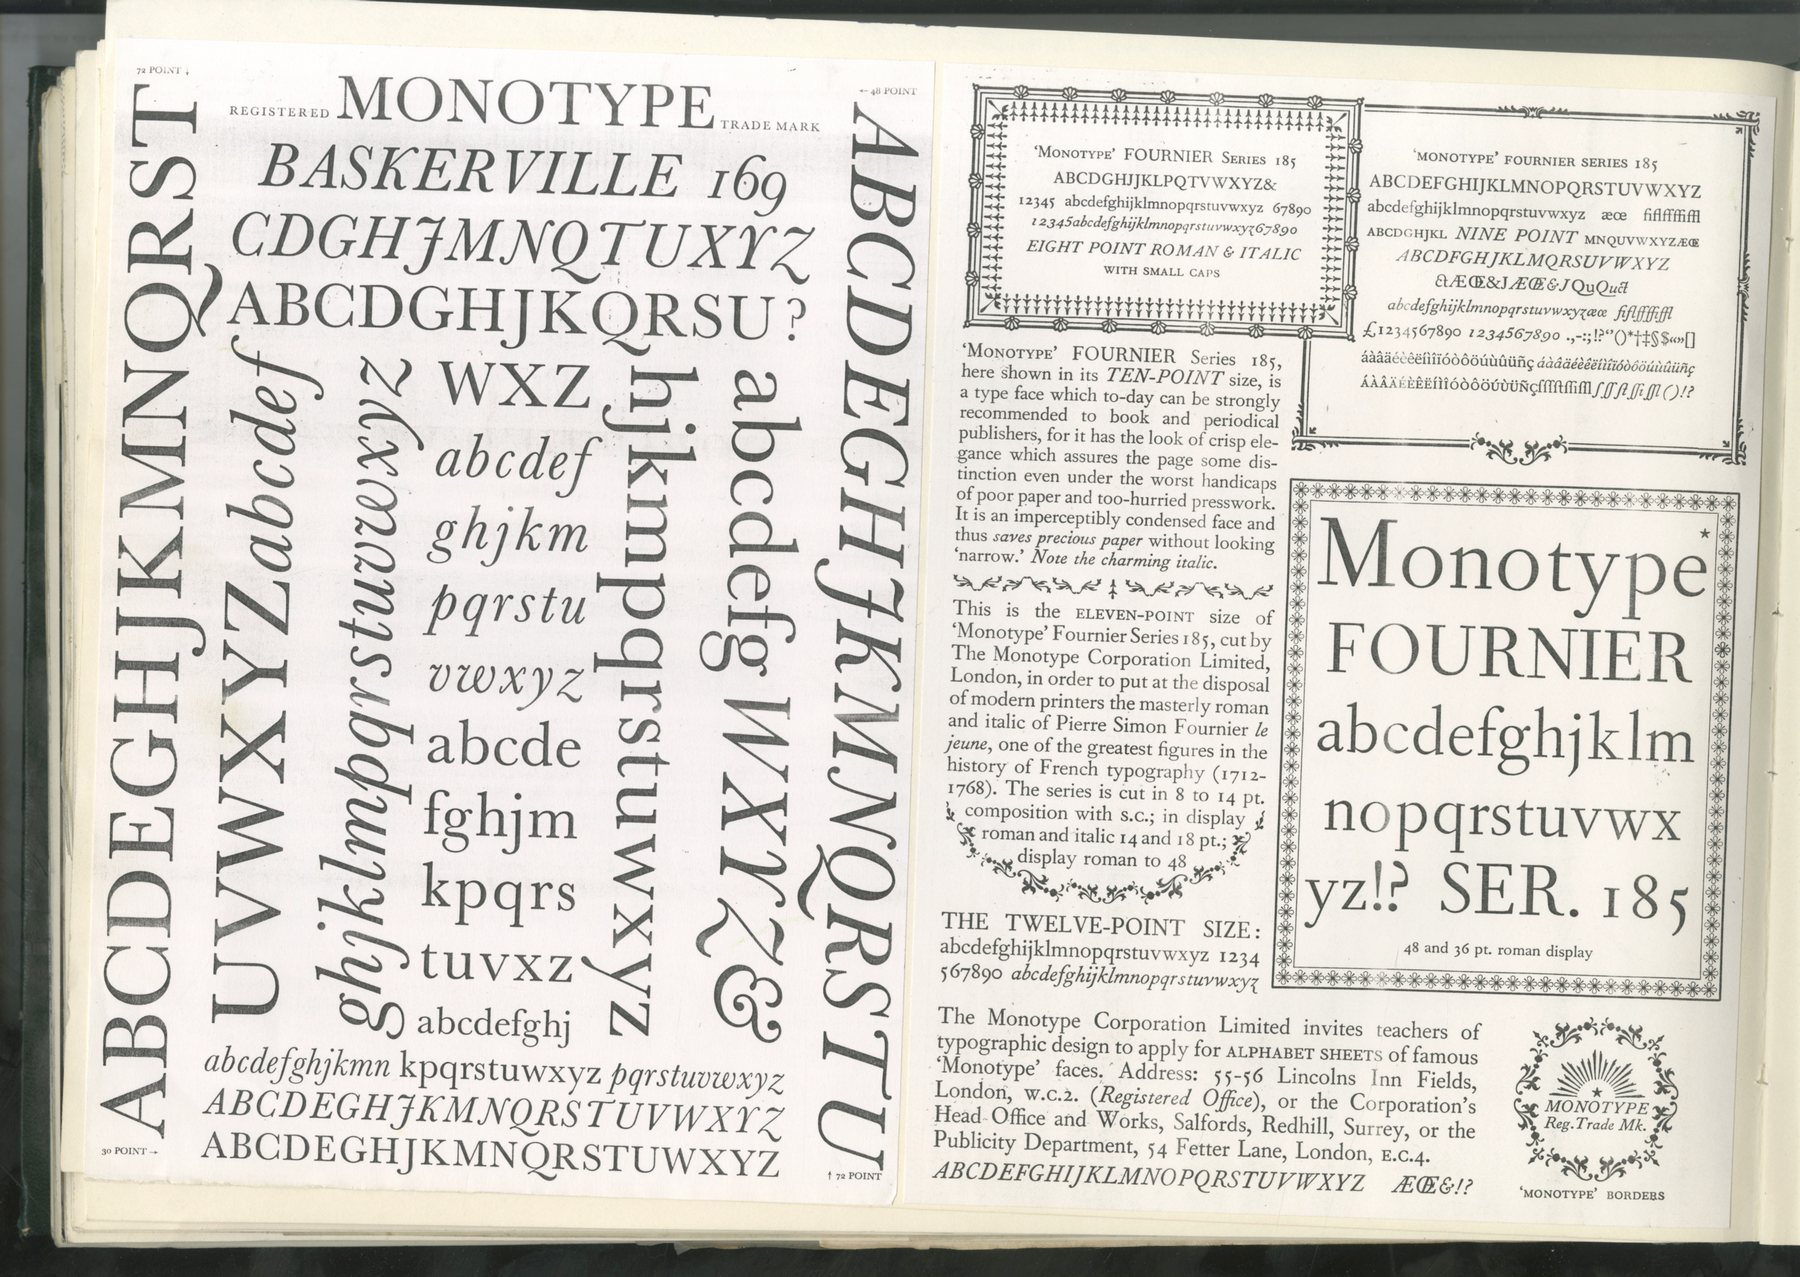 72 POINT ↓
REGISTERED MONOTYPE TRADE MARK
← 48 POINT
BASKERVILLE 169
CDGHJMNQTUXYZ
ABCDGHJKQRSU?
ABCDEGHJKMNQRST
UVWXYZabcdef
ghjklmpqrstuvwxyz
WXZ
abcdef
ghjkm
pqrstu
vwxyz
abcde
fghjm
kpqrs
tuvxz
abcdefghj
hjkmpqrstuwxyz
abcdefgWXYZ&
ABCDEGHJKMNQRSTU
abcdefghjkmn kpqrstuwxyz pqrstuvwxyz
ABCDEGHJKMNQRSTUVWXYZ
ABCDEGHJKMNQRSTUWXYZ
30 POINT →
↑ 72 POINT
‘MONOTYPE’ FOURNIER SERIES 185
ABCDGHJJKLPQTVWXYZ&
12345 abcdefghijklmnopqrstuvwxyz 67890
12345abcdefghijklmnopqrstuvwxyz67890
EIGHT POINT ROMAN & ITALIC
WITH SMALL CAPS
‘MONOTYPE’ FOURNIER SERIES 185
ABCDEFGHIJKLMNOPQRSTUVWXYZ
abcdefghijklmnopqrstuvwxyz æœ fiflffffiffl
ABCDGHJKL NINE POINT MNQUVWXYZÆŒ
ABCDFGHJKLMQRSUVWXYZ
&ÆŒ&JÆŒ&J QuQuct
abcdefghijklmnopqrstuvwxyzæœ fiflffffiffl
£1234567890 1234567890 .,-:;!?‘’()*†‡§$«»[]
áàâäéèêëíìîïóòôöúùûüñç áàâäéèêëíìîïóòôöúùûüñç
‘MONOTYPE’ FOURNIER Series 185,
here shown in its TEN-POINT size, is
a type face which to-day can be strongly
recommended to book and periodical
publishers, for it has the look of crisp ele-
gance which assures the page some dis-
tinction even under the worst handicaps
of poor paper and too-hurried presswork.
It is an imperceptibly condensed face and
thus saves precious paper without looking
‘narrow.’ Note the charming italic.
This is the ELEVEN-POINT size of
‘Monotype’ Fournier Series 185, cut by
The Monotype Corporation Limited,
London, in order to put at the disposal
of modern printers the masterly roman
and italic of Pierre Simon Fournier le
jeune, one of the greatest figures in the
history of French typography (1712-
1768). The series is cut in 8 to 14 pt.
composition with S.C.; in display
roman and italic 14 and 18 pt.;
display roman to 48
THE TWELVE-POINT SIZE:
abcdefghijklmnopqrstuvwxyz 1234
567890 abcdefghijklmnopqrstuvwxyz
Monotype*
FOURNIER
abcdefghijklm
nopqrstuvwx
yz!? SER. 185
48 and 36 pt. roman display
The Monotype Corporation Limited invites teachers of
typographic design to apply for ALPHABET SHEETS of famous
‘Monotype’ faces. Address: 55-56 Lincolns Inn Fields,
London, W.C.2. (Registered Office), or the Corporation’s
Head Office and Works, Salfords, Redhill, Surrey, or the
Publicity Department, 54 Fetter Lane, London, E.C.4.
ABCDEFGHIJKLMNOPQRSTUVWXYZ ÆŒ&!?
MONOTYPE
Reg. Trade Mk.
‘MONOTYPE’ BORDERS